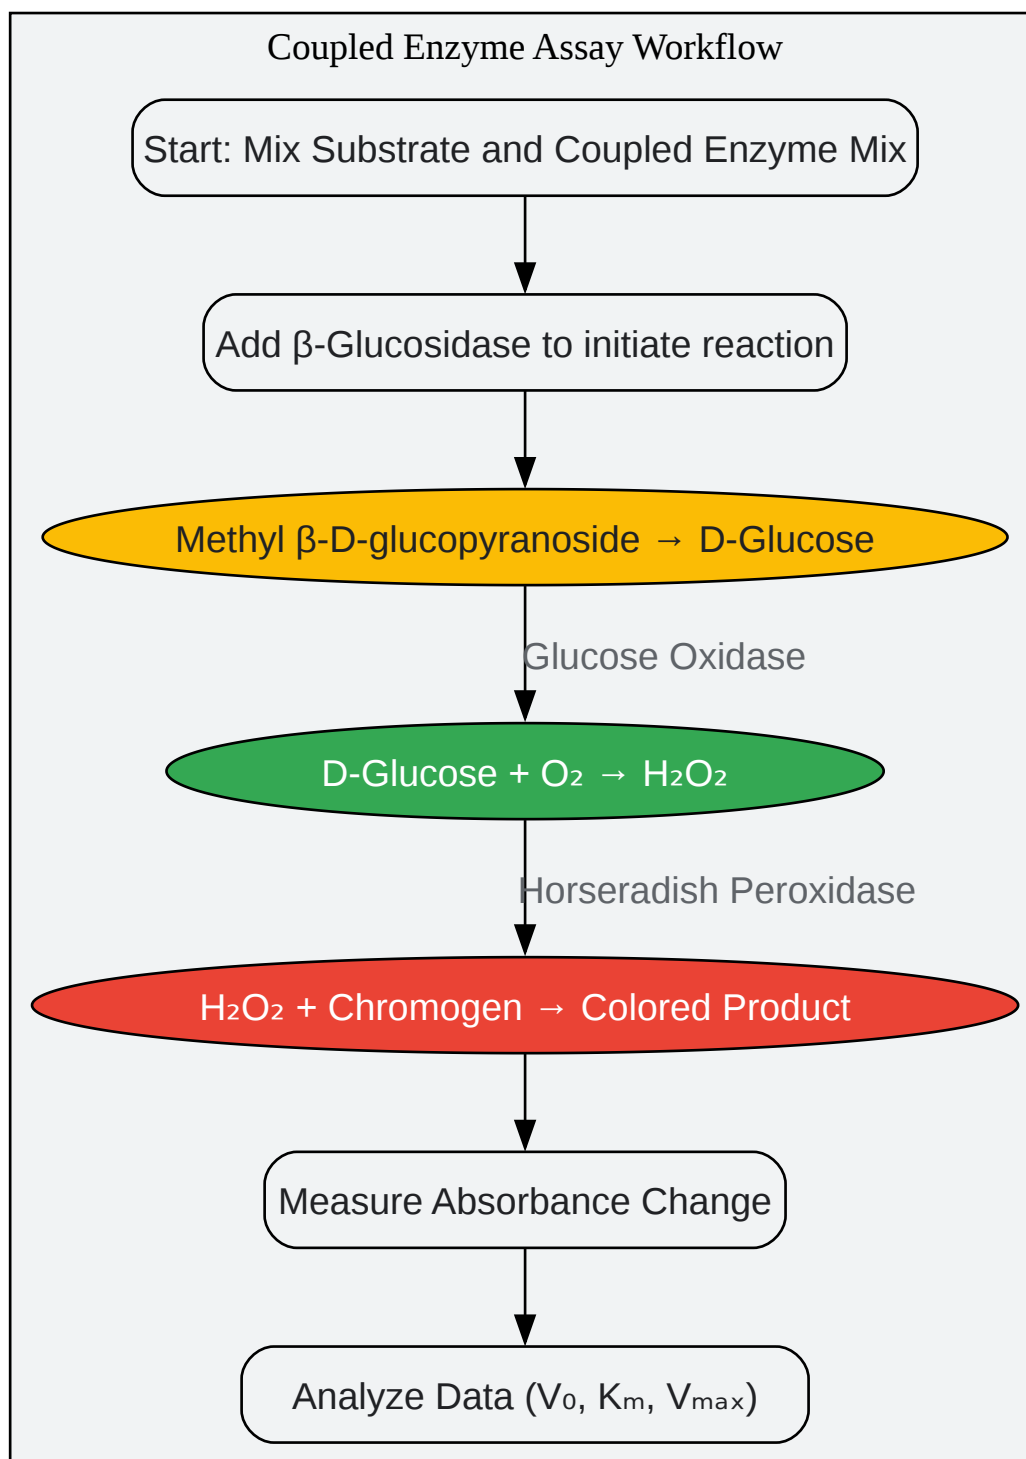 Coupled Enzyme Assay Workflow
Start: Mix Substrate and Coupled Enzyme Mix
Add β-Glucosidase to initiate reaction
Methyl β-D-glucopyranoside → D-Glucose
Glucose Oxidase
D-Glucose + O₂ → H₂O₂
Horseradish Peroxidase
H₂O₂ + Chromogen → Colored Product
Measure Absorbance Change
Analyze Data (V₀, Kₘ, Vₘₐₓ)